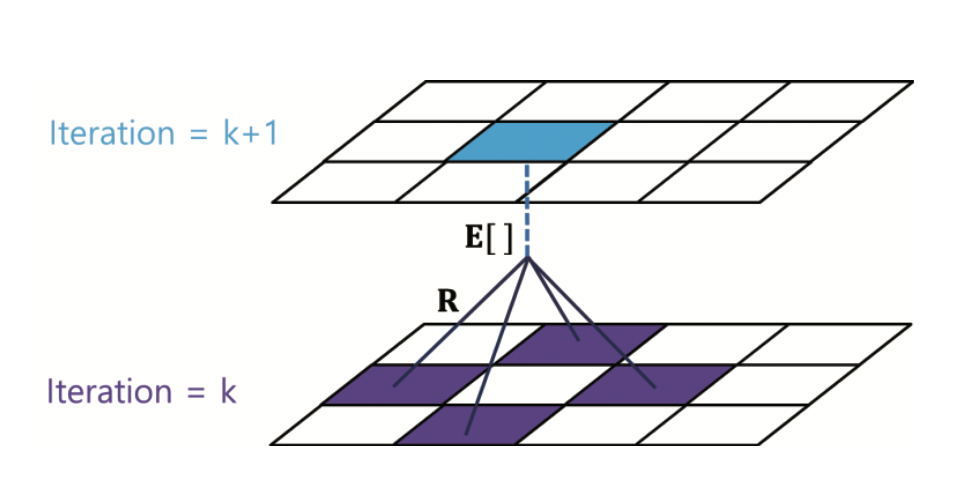 Iteration = k+1
E[ ]
R
Iteration = k